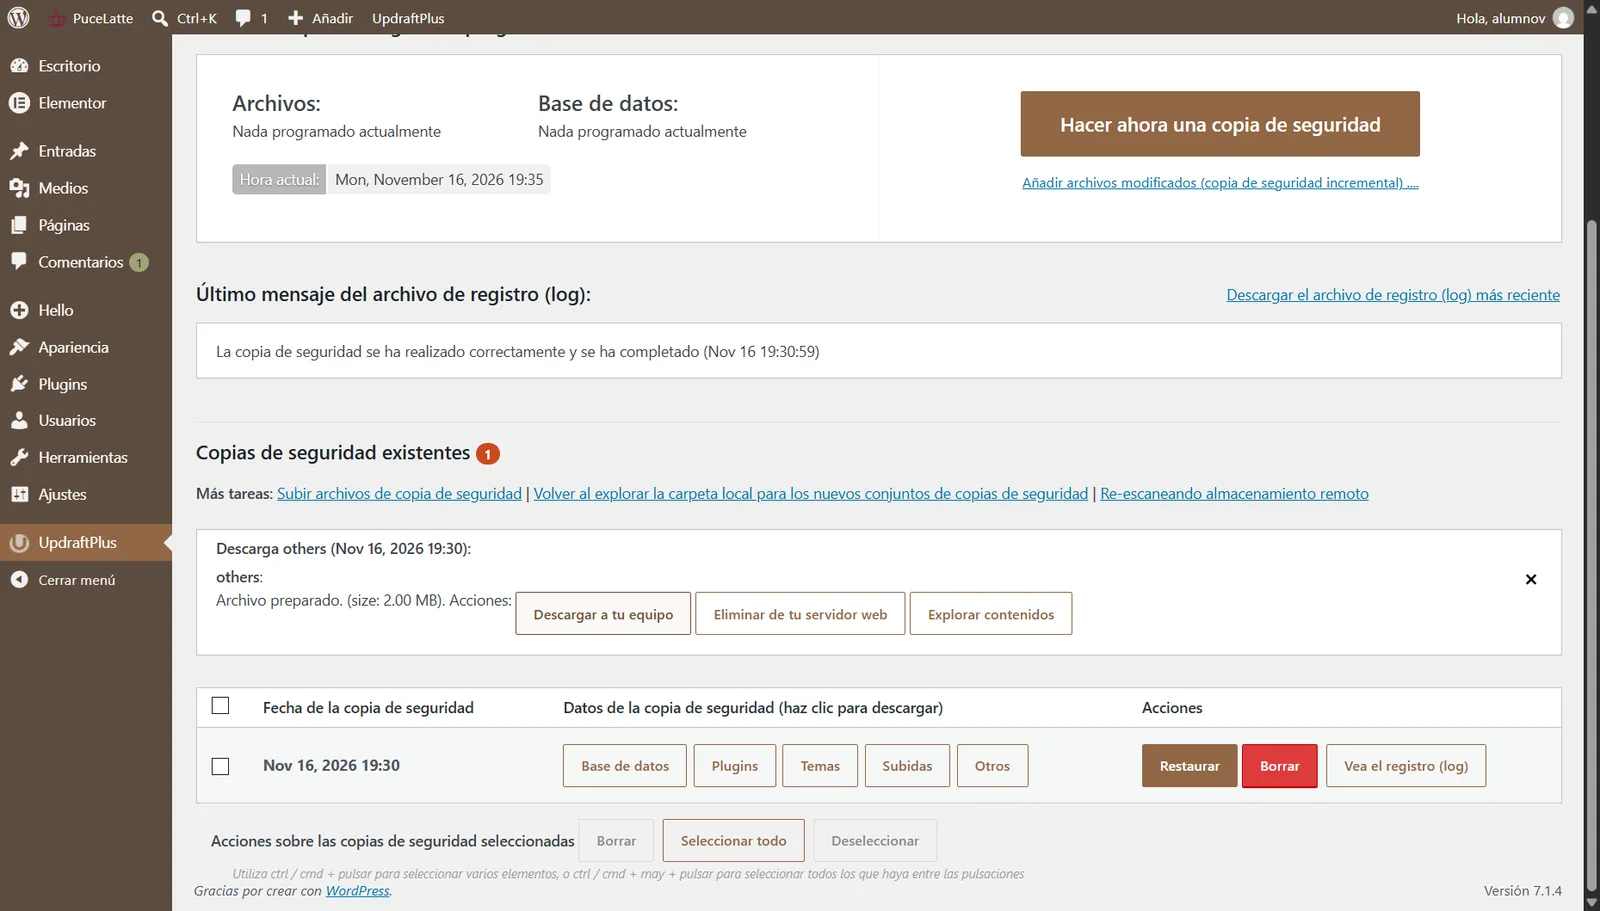 PuceLatte
Ctrl+K
1
Añadir
UpdraftPlus
Hola, alumnov
Escritorio
Elementor
Entradas
Medios
Páginas
Comentarios 1
Hello
Apariencia
Plugins
Usuarios
Herramientas
Ajustes
UpdraftPlus
Cerrar menú
Archivos:
Nada programado actualmente
Base de datos:
Nada programado actualmente
Hora actual: Mon, November 16, 2026 19:35
Hacer ahora una copia de seguridad
Añadir archivos modificados (copia de seguridad incremental) ....
Último mensaje del archivo de registro (log):
Descargar el archivo de registro (log) más reciente
La copia de seguridad se ha realizado correctamente y se ha completado (Nov 16 19:30:59)
Copias de seguridad existentes 1
Más tareas: Subir archivos de copia de seguridad | Volver al explorar la carpeta local para los nuevos conjuntos de copias de seguridad | Re-escaneando almacenamiento remoto
Descarga others (Nov 16, 2026 19:30):
others:
Archivo preparado. (size: 2.00 MB). Acciones: Descargar a tu equipo Eliminar de tu servidor web Explorar contenidos
Fecha de la copia de seguridad Datos de la copia de seguridad (haz clic para descargar) Acciones
Nov 16, 2026 19:30 Base de datos Plugins Temas Subidas Otros Restaurar Borrar Vea el registro (log)
Acciones sobre las copias de seguridad seleccionadas Borrar Seleccionar todo Deseleccionar
Utiliza ctrl / cmd + pulsar para seleccionar varios elementos, o ctrl / cmd + may + pulsar para seleccionar todos los que haya entre las pulsaciones
Gracias por crear con WordPress.
Versión 7.1.4